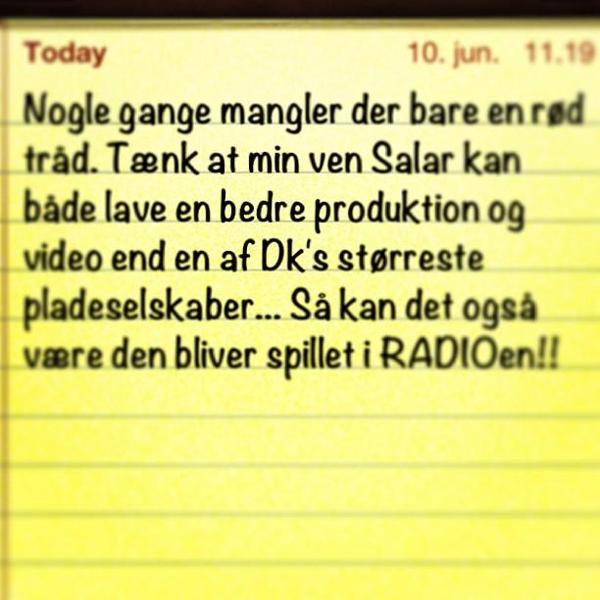 Today 10. jun. 11.19
Nogle gange mangler der bare en rød
tråd. Tænk at min ven Salar kan
både lave en bedre produktion og
video end en af Dk's størreste
pladeselskaber... Så kan det også
være den bliver spillet i RADIOen!!